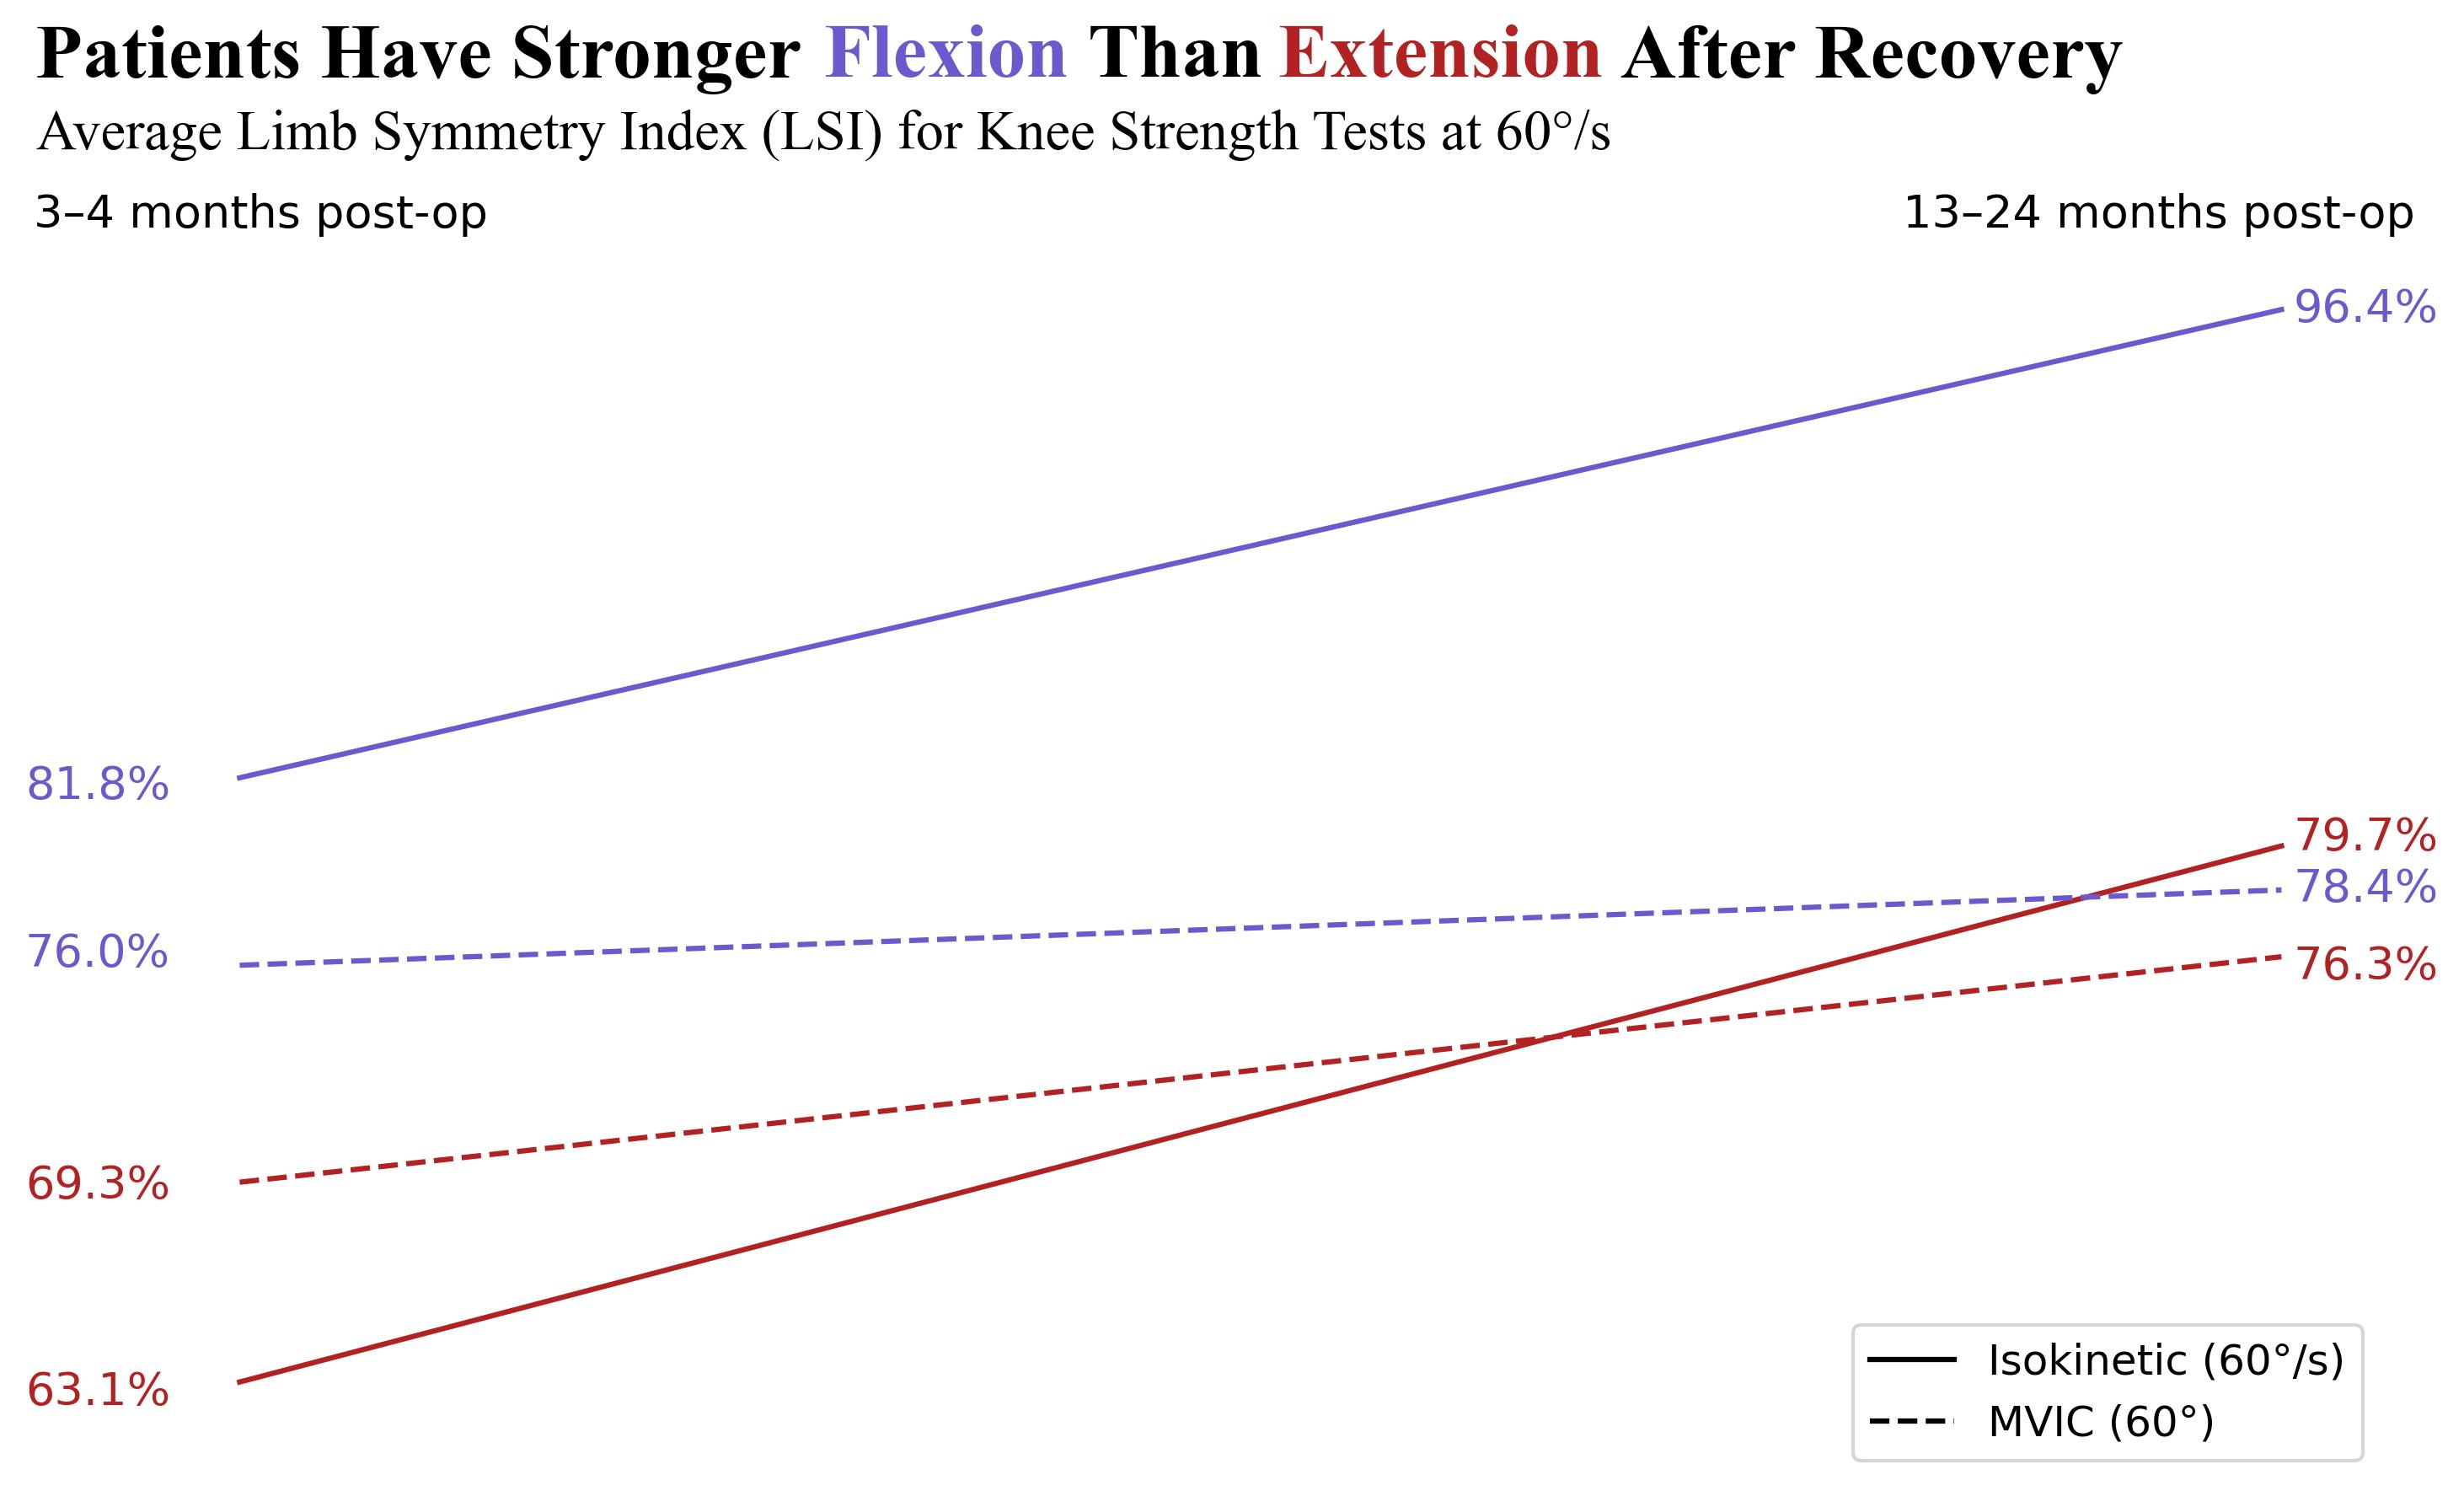 Patients Have Stronger Flexion Than Extension After Recovery
Average Limb Symmetry Index (LSI) for Knee Strength Tests at 60°/s
3–4 months post-op
13–24 months post-op
96.4%
81.8%
79.7%
78.4%
76.0%
76.3%
69.3%
63.1%
Isokinetic (60°/s)
MVIC (60°)